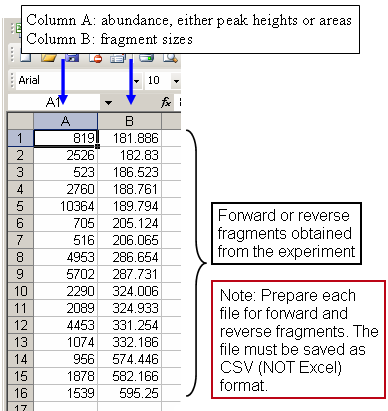 Column A: abundance, either peak heights or areas
Column B: fragment sizes
Arial 10
A1 fx
A B
1 819 181.886
2 2526 182.83
3 523 186.523
4 2760 188.761
5 10364 189.794
6 705 205.124
7 516 206.065
8 4953 286.654
9 5702 287.731
10 2290 324.006
11 2089 324.933
12 4453 331.254
13 1074 332.186
14 956 574.446
15 1878 582.166
16 1539 595.25
17
Forward or reverse
fragments obtained
from the experiment
Note: Prepare each
file for forward and
reverse fragments. The
file must be saved as
CSV (NOT Excel)
format.